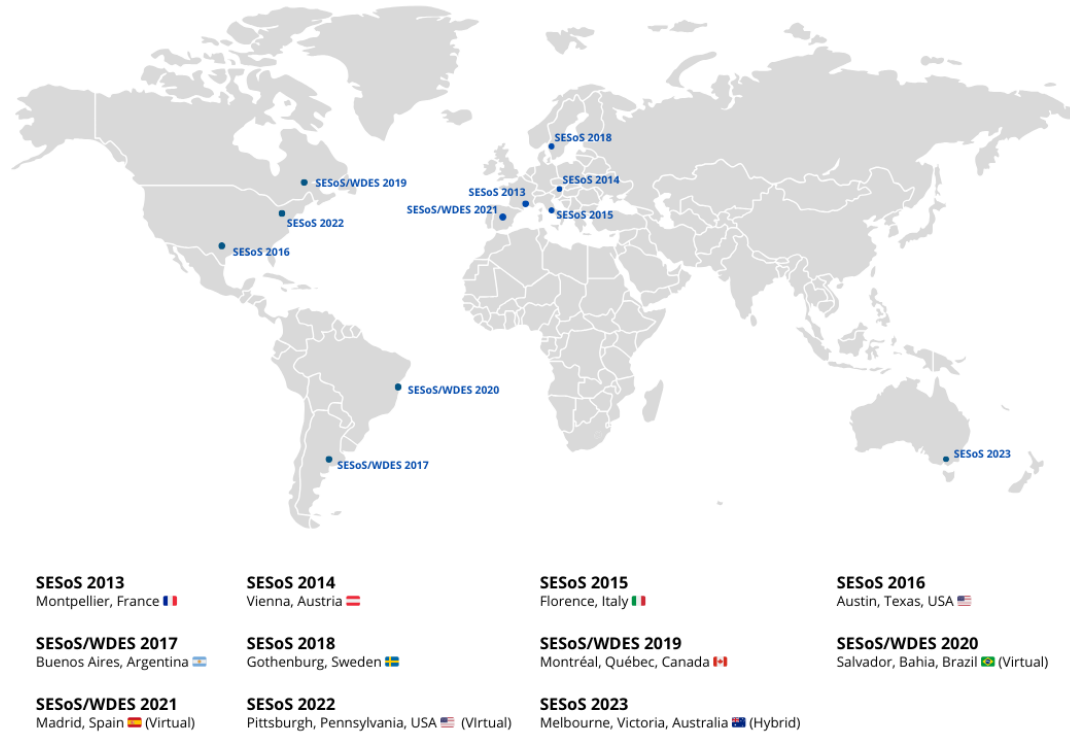 SESoS 2018
SESoS 2014
SESoS/WDES 2019
SESoS 2013
SESoS/WDES 2021
SESoS 2015
SESoS 2022
SESoS 2016
SESoS/WDES 2020
SESoS 2023
SESoS/WDES 2017
SESoS 2013
Montpellier, France 🇫🇷
SESoS 2014
Vienna, Austria 🇦🇹
SESoS 2015
Florence, Italy 🇮🇹
SESoS 2016
Austin, Texas, USA 🇺🇸
SESoS/WDES 2017
Buenos Aires, Argentina 🇦🇷
SESoS 2018
Gothenburg, Sweden 🇸🇪
SESoS/WDES 2019
Montréal, Québec, Canada 🇨🇦
SESoS/WDES 2020
Salvador, Bahia, Brazil 🇧🇷 (Virtual)
SESoS/WDES 2021
Madrid, Spain 🇪🇸 (Virtual)
SESoS 2022
Pittsburgh, Pennsylvania, USA 🇺🇸 (VIrtual)
SESoS 2023
Melbourne, Victoria, Australia 🇦🇺 (Hybrid)